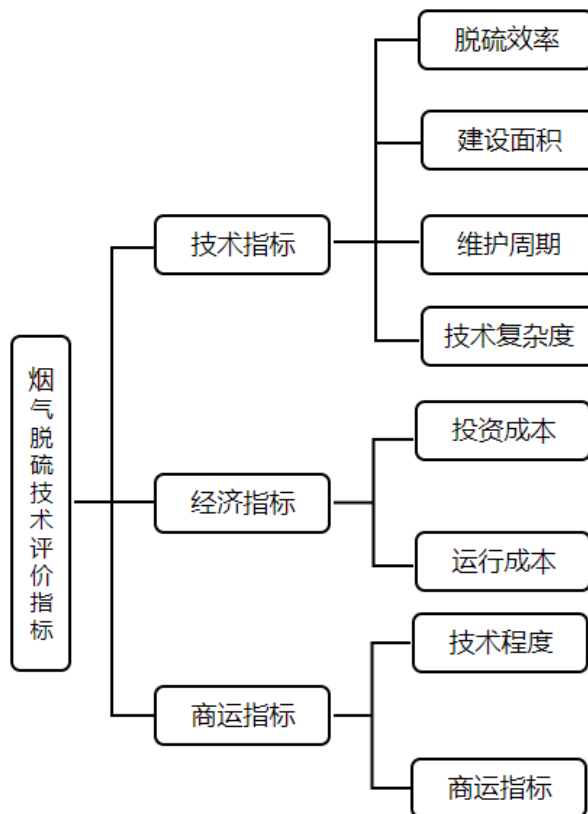 烟气脱硫技术评价指标
技术指标
脱硫效率
建设面积
维护周期
技术复杂度
经济指标
投资成本
运行成本
商运指标
技术程度
商运指标